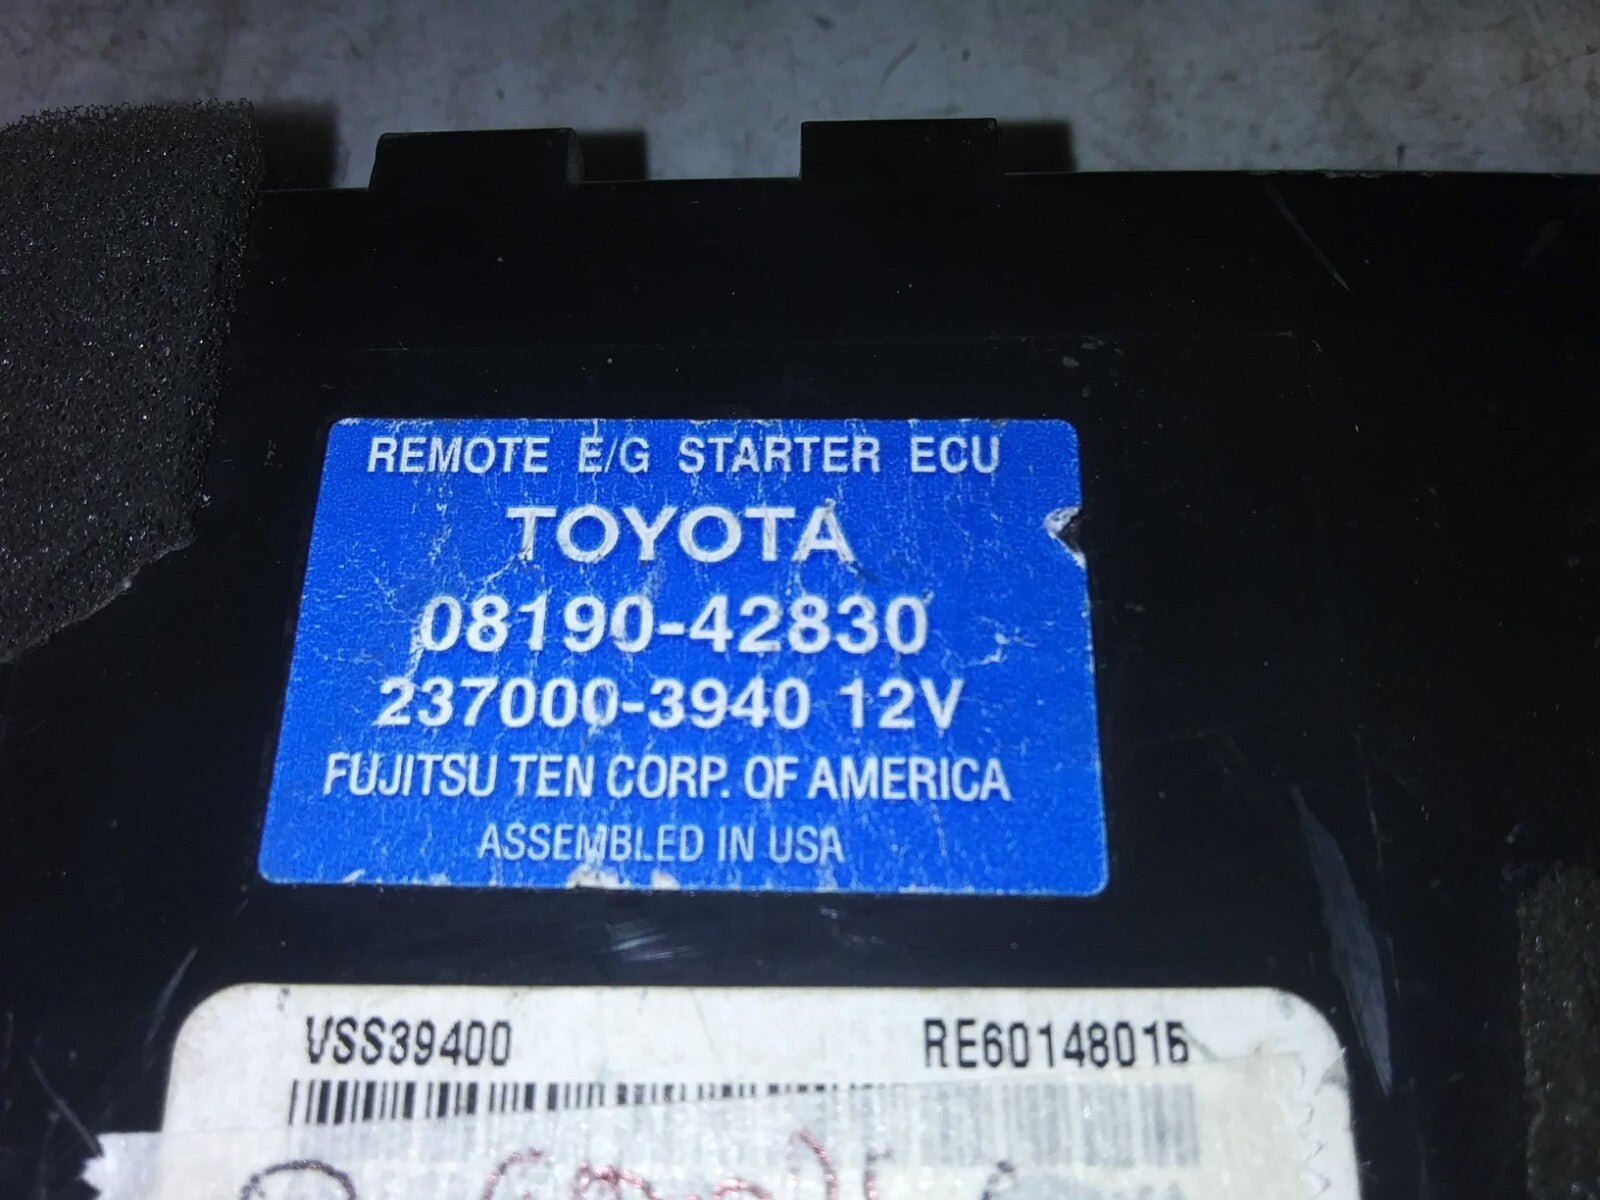 REMOTE E/G STARTER ECU
TOYOTA
08190-42830
237000-3940 12V
FUJITSU TEN CORP. OF AMERICA
ASSEMBLED IN USA
VSS39400 RE60148015